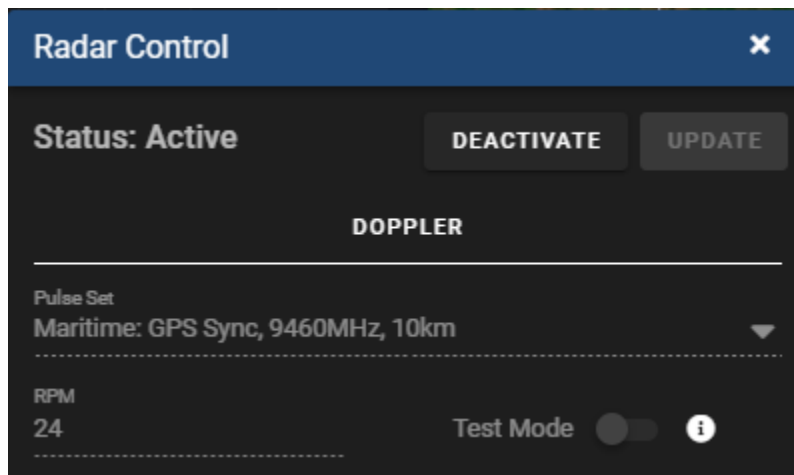 Radar Control
Status: Active
DEACTIVATE
UPDATE
DOPPLER
Pulse Set
Maritime: GPS Sync, 9460MHz, 10km
RPM
24
Test Mode